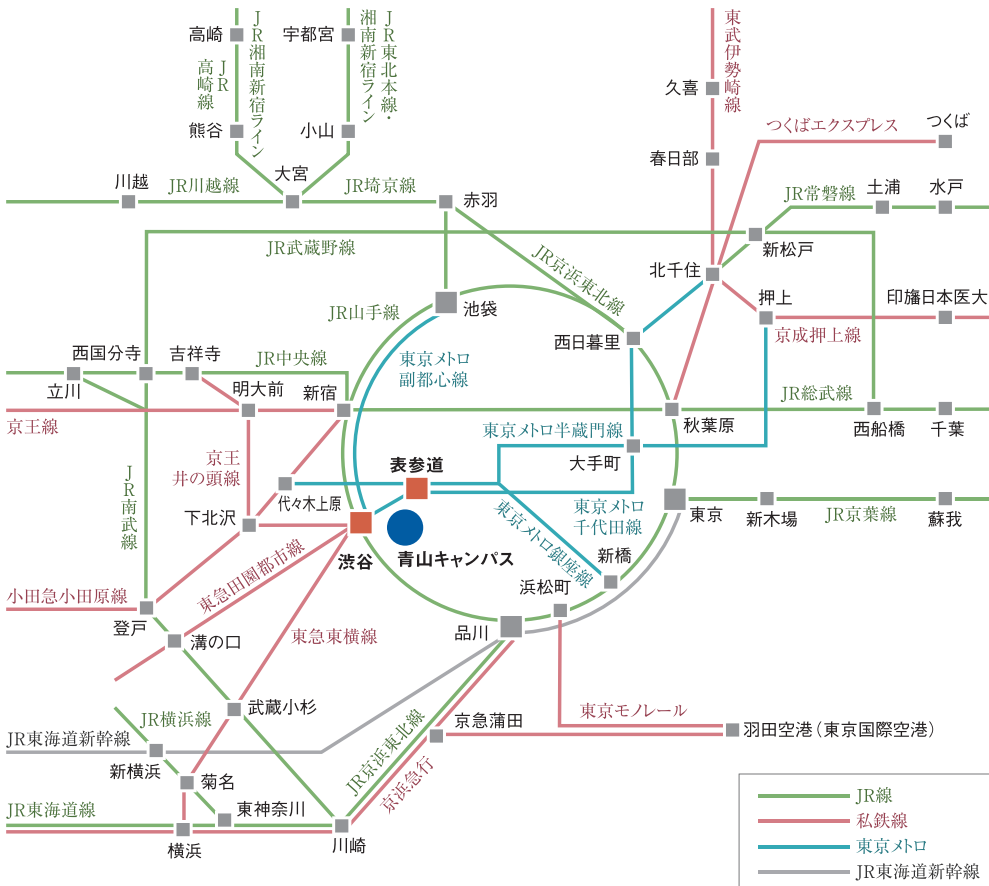 高崎
宇都宮
JR湘南新宿ライン
JR高崎線
湘南新宿ライン
JR東北本線・
東武伊勢崎線
久喜
熊谷
小山
つくばエクスプレス
つくば
春日部
大宮
川越
JR川越線
JR埼京線
赤羽
JR常磐線
土浦
水戸
JR武蔵野線
JR京浜東北線
新松戸
北千住
押上
印旛日本医大
JR山手線
池袋
西日暮里
京成押上線
西国分寺
吉祥寺
JR中央線
東京メトロ
副都心線
立川
明大前
新宿
JR総武線
京王線
東京メトロ半蔵門線
秋葉原
西船橋
千葉
京王
井の頭線
表参道
大手町
JR南武線
代々木上原
東京メトロ
千代田線
東京
新木場
JR京葉線
蘇我
下北沢
東京メトロ銀座線
渋谷
青山キャンパス
新橋
小田急小田原線
東急田園都市線
浜松町
登戸
溝の口
東急東横線
品川
武蔵小杉
JR横浜線
京急蒲田
東京モノレール
羽田空港（東京国際空港）
JR東海道新幹線
新横浜
JR京浜東北線
京浜急行
菊名
JR東海道線
東神奈川
横浜
川崎
JR線
私鉄線
東京メトロ
JR東海道新幹線